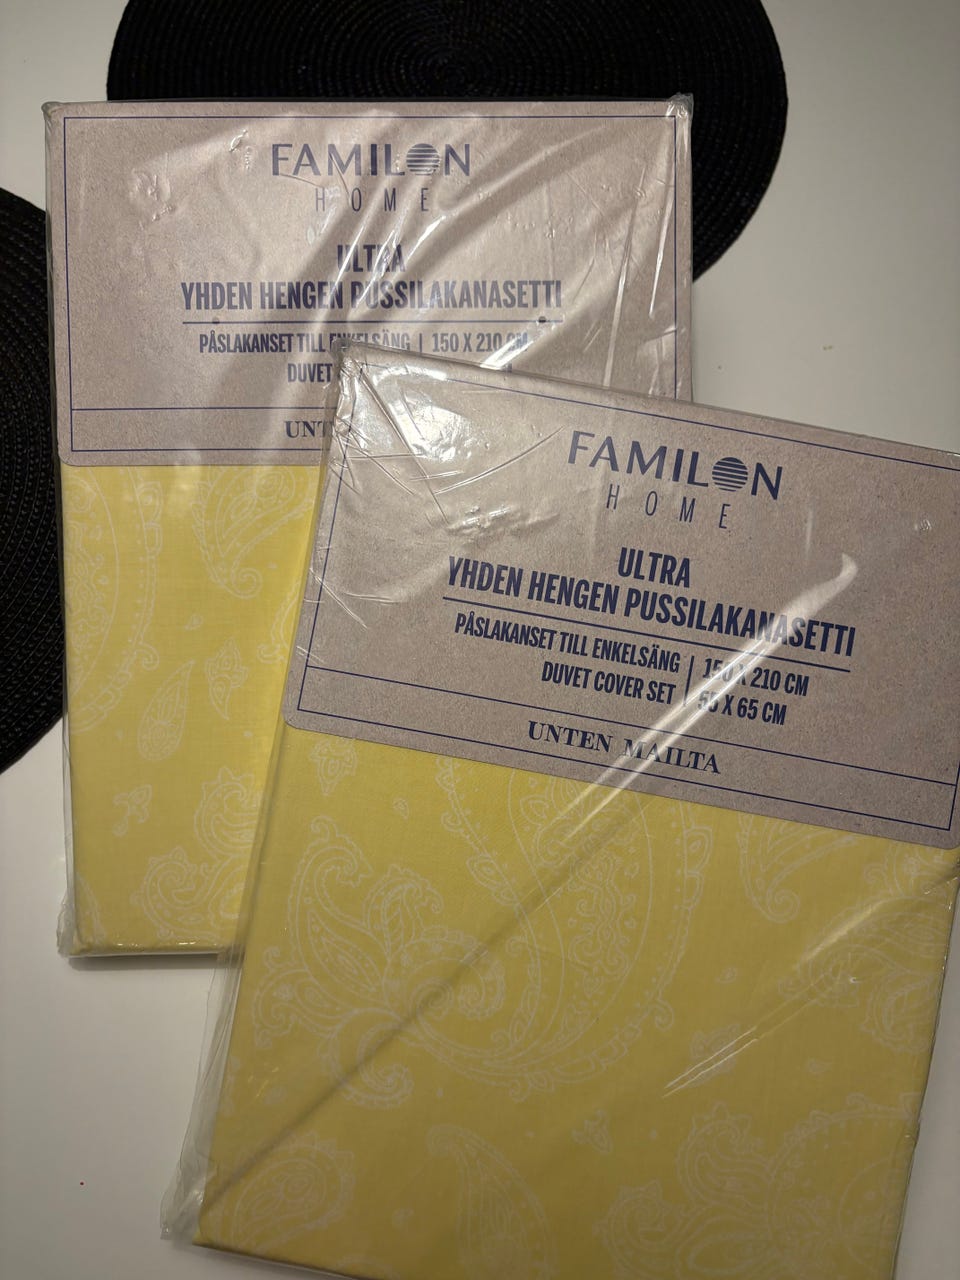 FAMILON
HOME
ULTRA
YHDEN HENGEN PUSSILAKANASETTI
PÅSLAKANSET TILL ENKELSÄNG | 150 X 210 CM
DUVET
FAMILON
HOME
ULTRA
YHDEN HENGEN PUSSILAKANASETTI
PÅSLAKANSET TILL ENKELSÄNG | 150 X 210 CM
DUVET COVER SET | X 65 CM
UNTEN MAILTA